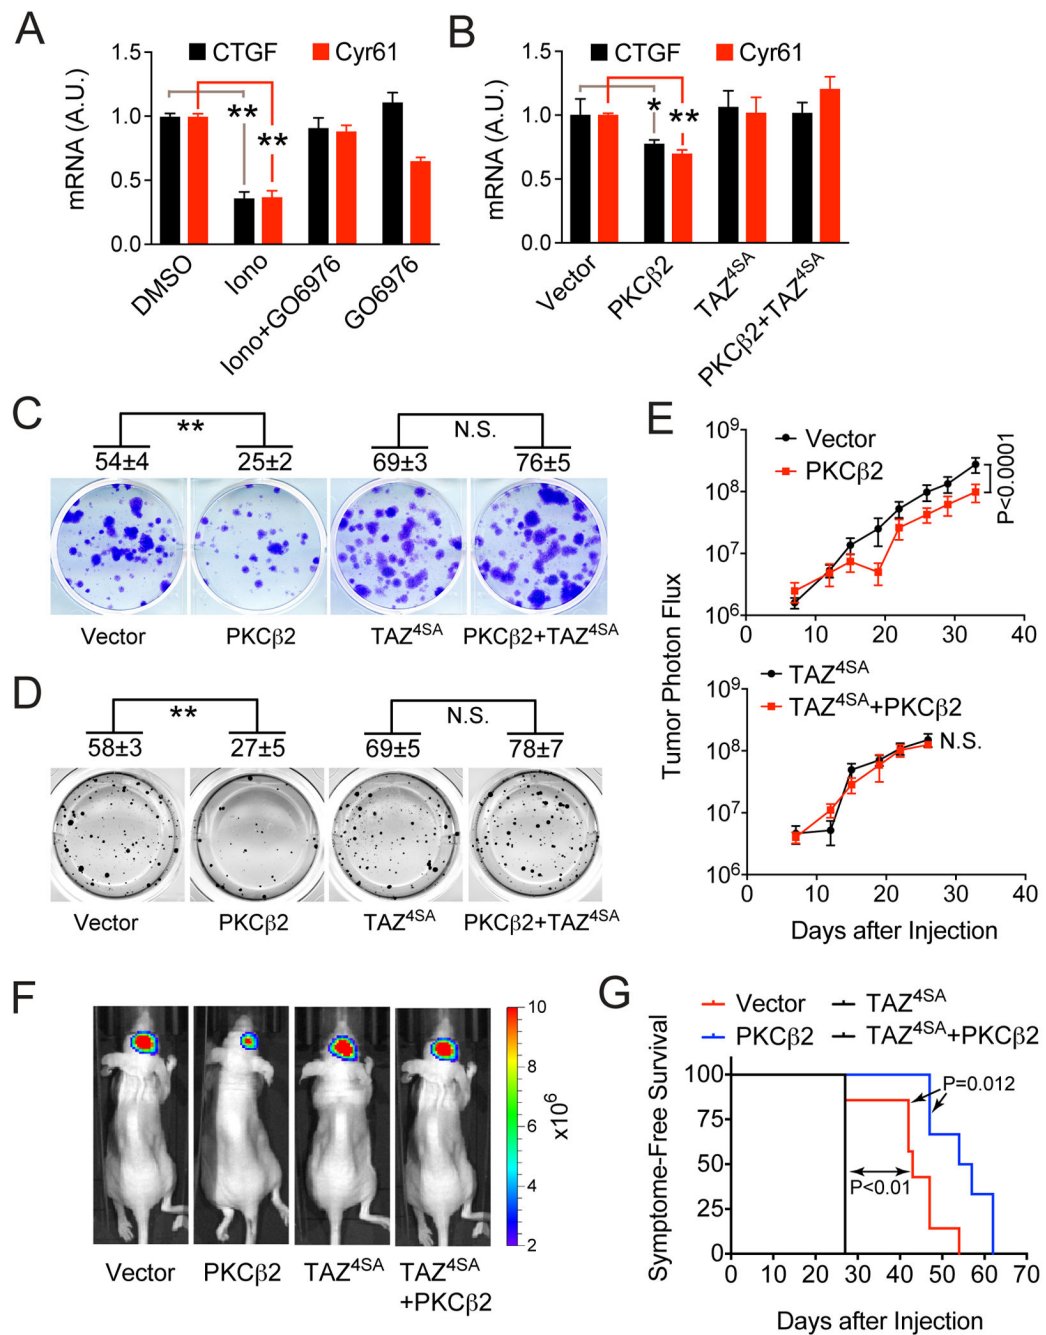 A
CTGF Cyr61
mRNA (A.U.)
1.5
1.0
0.5
0.0
**
**
DMSO
Iono
Iono+GO6976
GO6976
B
CTGF Cyr61
mRNA (A.U.)
1.5
1.0
0.5
0.0
*
**
Vector
PKCβ2
TAZ4SA
PKCβ2+TAZ4SA
C
** N.S.
54±4 25±2 69±3 76±5
Vector PKCβ2 TAZ4SA PKCβ2+TAZ4SA
D
** N.S.
58±3 27±5 69±5 78±7
Vector PKCβ2 TAZ4SA PKCβ2+TAZ4SA
E
Tumor Photon Flux
Vector
PKCβ2
P<0.0001
10⁹
10⁸
10⁷
10⁶
0 10 20 30 40
TAZ4SA
TAZ4SA+PKCβ2
N.S.
10⁹
10⁸
10⁷
10⁶
0 10 20 30 40
Days after Injection
F
10
8
6
4
2
x10⁶
Vector PKCβ2 TAZ4SA TAZ4SA
+PKCβ2
G
Vector TAZ4SA
PKCβ2 TAZ4SA+PKCβ2
Symptome-Free Survival
100
75
50
25
0
P=0.012
P<0.01
0 10 20 30 40 50 60 70
Days after Injection